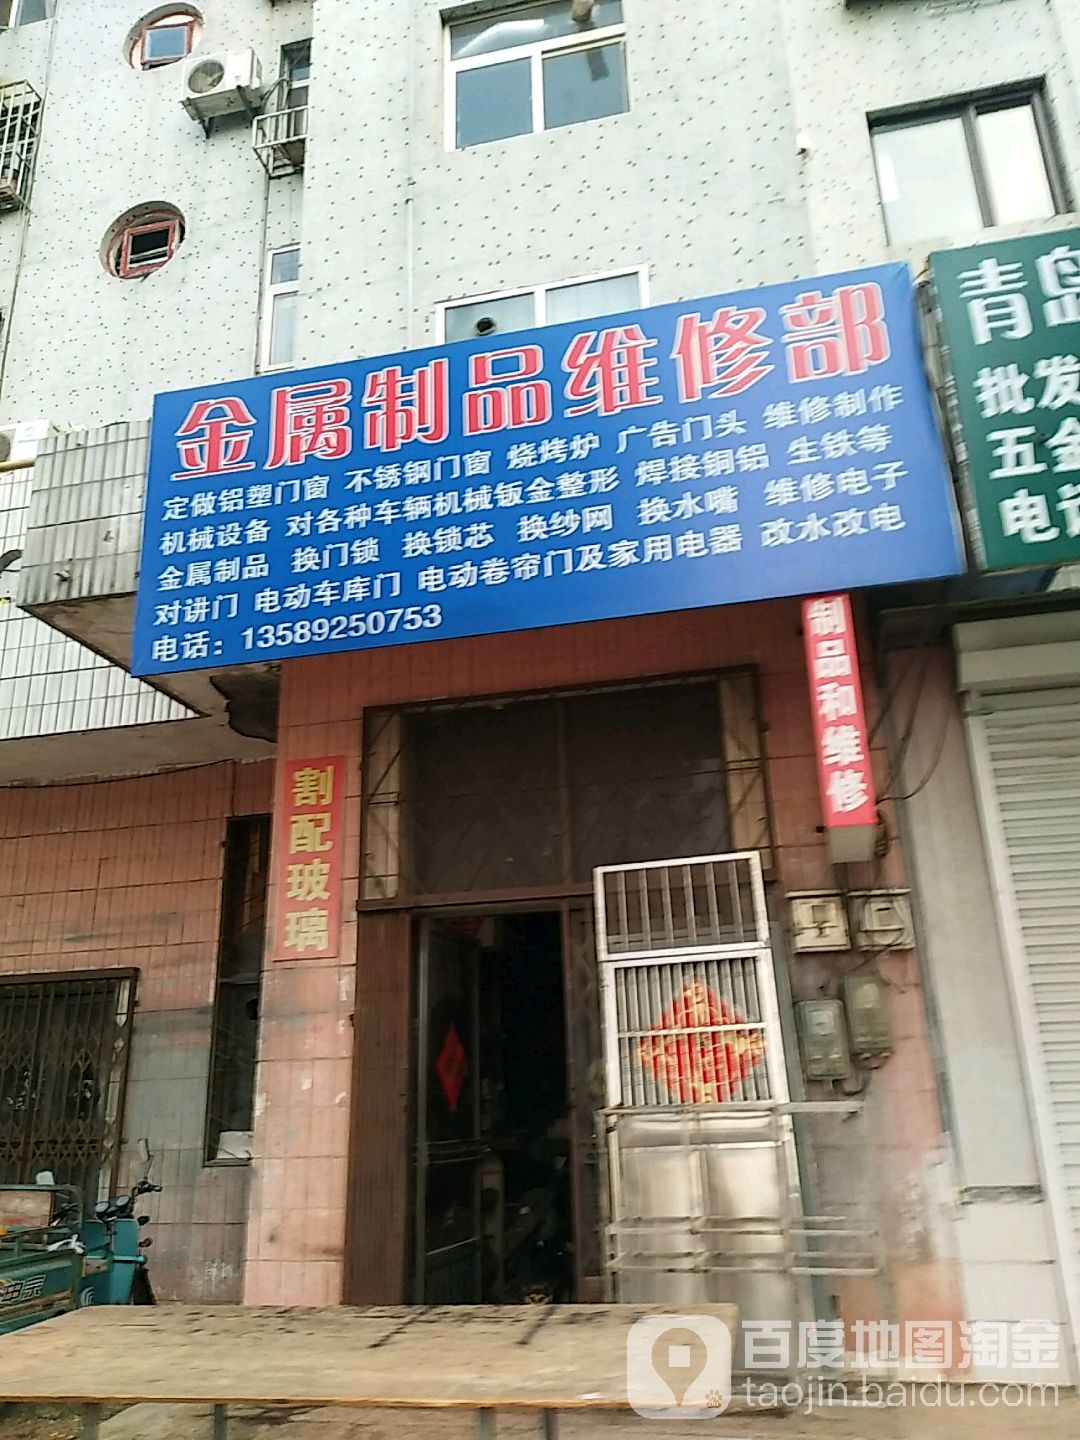 金属制品维修部
定做铝塑门窗 不锈钢门窗 烧烤炉 广告门头 维修制作
机械设备 对各种车辆机械钣金整形 焊接铜铝 生铁等
金属制品 换门锁 换锁芯 换纱网 换水嘴 维修电子
对讲门 电动车库门 电动卷帘门及家用电器 改水改电
电话：13589250753
青岛
批发
五金
电话
制品和维修
割配玻璃
百度地图淘金
taojin.baidu.com